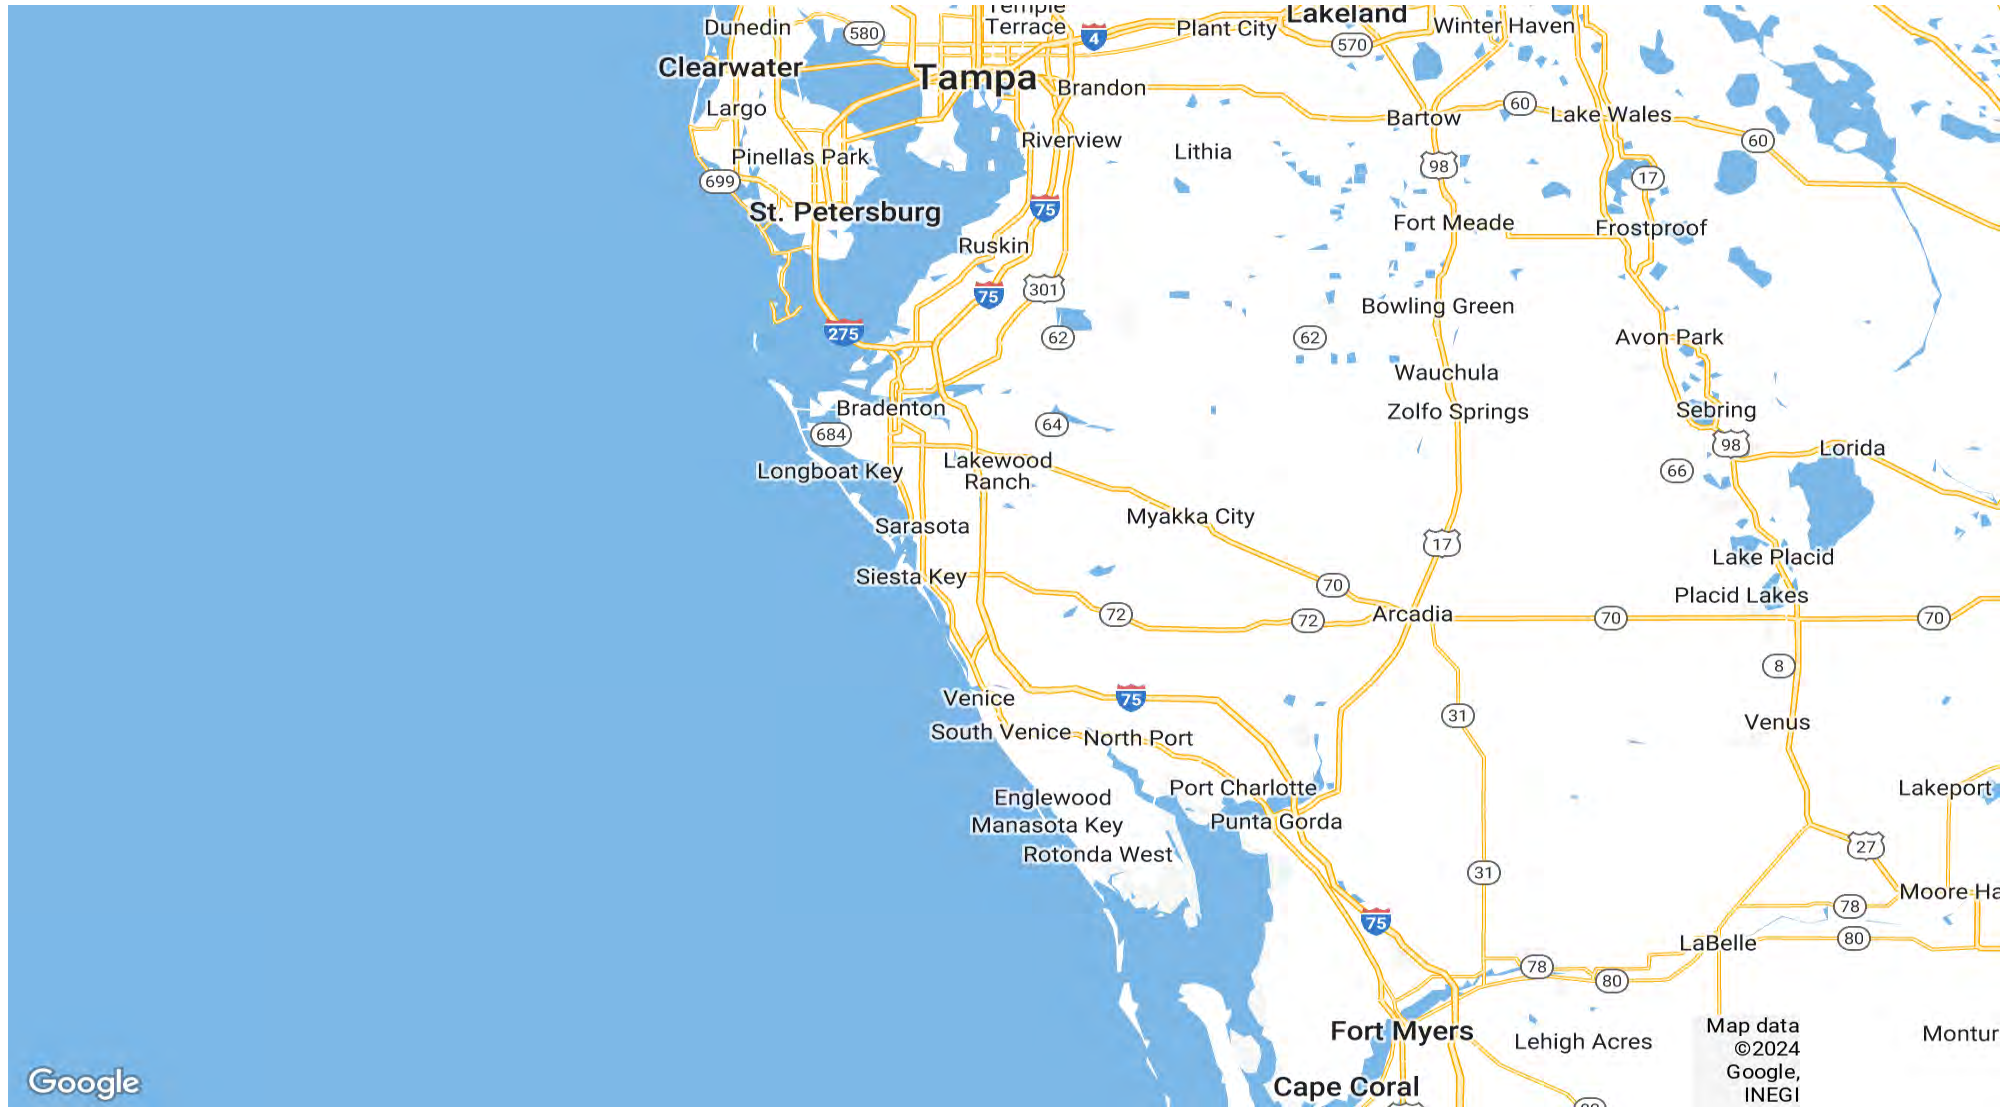 Temple
Terrace
Lakeland
Dunedin
580
4
Plant City
570
Winter Haven
Clearwater
Tampa
Brandon
Largo
60
Bartow
Lake Wales
60
Riverview
Pinellas Park
Lithia
98
17
699
St. Petersburg
75
Fort Meade
Frostproof
Ruskin
75
301
Bowling Green
275
62
62
Avon Park
Wauchula
Bradenton
Zolfo Springs
Sebring
684
64
98
Lorida
Longboat Key
Lakewood
Ranch
66
Myakka City
Sarasota
17
Lake Placid
Siesta Key
70
Placid Lakes
72
72
Arcadia
70
70
8
Venice
75
31
Venus
South Venice
North Port
Port Charlotte
Lakeport
Englewood
Manasota Key
Punta Gorda
Rotonda West
27
31
Moore Ha
78
75
LaBelle
80
78
80
Fort Myers
Lehigh Acres
Map data
©2024
Google,
INEGI
Montur
Google
Cape Coral